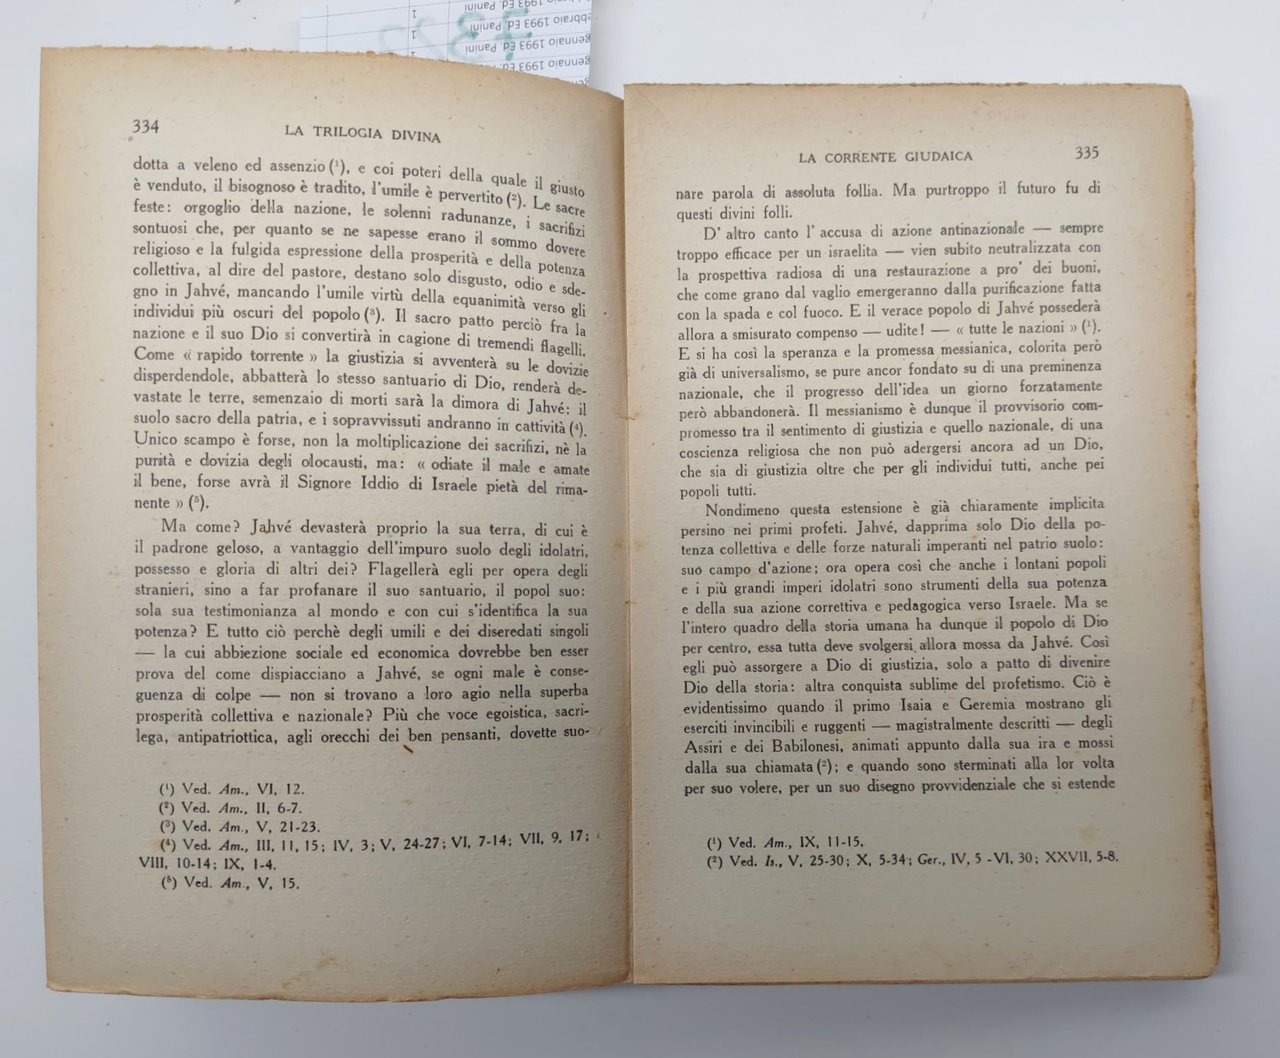 334
LA TRILOGIA DIVINA
dotta a veleno ed assenzio (¹), e coi poteri della quale il giusto
è venduto, il bisognoso è tradito, l'umile è pervertito (²). Le sacre
feste: orgoglio della nazione, le solenni radunanze, i sacrifizi
sontuosi che, per quanto se ne sapesse erano il sommo dovere
religioso e la fulgida espressione della prosperità e della potenza
collettiva, al dire del pastore, destano solo disgusto, odio e sde-
gno in Jahvé, mancando l'umile virtù della equanimità verso gli
individui più oscuri del popolo (³). Il sacro patto perciò fra la
nazione e il suo Dio si convertirà in cagione di tremendi flagelli.
Come « rapido torrente » la giustizia si avventerà su le dovizie
disperdendole, abbatterà lo stesso santuario di Dio, renderà de-
vastate le terre, semenzaio di morti sarà la dimora di Jahvé: il
suolo sacro della patria, e i sopravvissuti andranno in cattività (⁴).
Unico scampo è forse, non la moltiplicazione dei sacrifizi, nè la
purità e dovizia degli olocausti, ma: « odiate il male e amate
il bene, forse avrà il Signore Iddio di Israele pietà del rima-
nente » (⁵).
Ma come? Jahvé devasterà proprio la sua terra, di cui è
il padrone geloso, a vantaggio dell'impuro suolo degli idolatri,
possesso e gloria di altri dei? Flagellerà egli per opera degli
stranieri, sino a far profanare il suo santuario, il popol suo:
sola sua testimonianza al mondo e con cui s'identifica la sua
potenza? E tutto ciò perchè degli umili e dei diseredati singoli
— la cui abbiezione sociale ed economica dovrebbe ben esser
prova del come dispiacciano a Jahvé, se ogni male è conse-
guenza di colpe — non si trovano a loro agio nella superba
prosperità collettiva e nazionale? Più che voce egoistica, sacri-
lega, antipatriottica, agli orecchi dei ben pensanti, dovette suo-
(¹) Ved. Am., VI, 12.
(²) Ved. Am., II, 6-7.
(³) Ved. Am., V, 21-23.
(⁴) Ved. Am., III, 11, 15; IV, 3; V, 24-27; VI, 7-14; VII, 9, 17;
VIII, 10-14; IX, 1-4.
(⁵) Ved. Am., V, 15.
LA CORRENTE GIUDAICA
335
nare parola di assoluta follia. Ma purtroppo il futuro fu di
questi divini folli.
D' altro canto l' accusa di azione antinazionale — sempre
troppo efficace per un israelita — vien subito neutralizzata con
la prospettiva radiosa di una restaurazione a pro' dei buoni,
che come grano dal vaglio emergeranno dalla purificazione fatta
con la spada e col fuoco. E il verace popolo di Jahvé possederà
allora a smisurato compenso — udite! — « tutte le nazioni » (¹).
E si ha così la speranza e la promessa messianica, colorita però
già di universalismo, se pure ancor fondato su di una preminenza
nazionale, che il progresso dell'idea un giorno forzatamente
però abbandonerà. Il messianismo è dunque il provvisorio com-
promesso tra il sentimento di giustizia e quello nazionale, di una
coscienza religiosa che non può adergersi ancora ad un Dio,
che sia di giustizia oltre che per gli individui tutti, anche pei
popoli tutti.
Nondimeno questa estensione è già chiaramente implicita
persino nei primi profeti. Jahvé, dapprima solo Dio della po-
tenza collettiva e delle forze naturali imperanti nel patrio suolo:
suo campo d'azione; ora opera così che anche i lontani popoli
e i più grandi imperi idolatri sono strumenti della sua potenza
e della sua azione correttiva e pedagogica verso Israele. Ma se
l'intero quadro della storia umana ha dunque il popolo di Dio
per centro, essa tutta deve svolgersi allora mossa da Jahvé. Così
egli può assorgere a Dio di giustizia, solo a patto di divenire
Dio della storia: altra conquista sublime del profetismo. Ciò è
evidentissimo quando il primo Isaia e Geremia mostrano gli
eserciti invincibili e ruggenti — magistralmente descritti — degli
Assiri e dei Babilonesi, animati appunto dalla sua ira e mossi
dalla sua chiamata (²); e quando sono sterminati alla lor volta
per suo volere, per un suo disegno provvidenziale che si estende
(¹) Ved. Am., IX, 11-15.
(²) Ved. Is., V, 25-30; X, 5-34; Ger., IV, 5 -VI, 30; XXVII, 5-8.